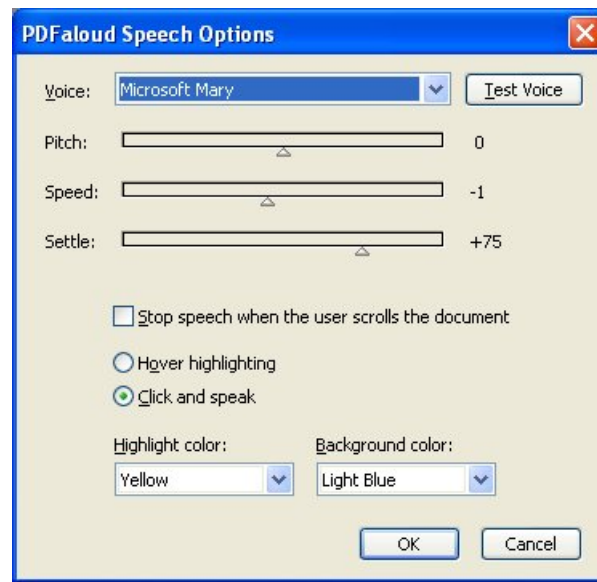 PDFaloud Speech Options
Voice: Microsoft Mary Test Voice
Pitch: 0
Speed: -1
Settle: +75
Stop speech when the user scrolls the document
Hover highlighting
Click and speak
Highlight color: Background color:
Yellow Light Blue
OK Cancel